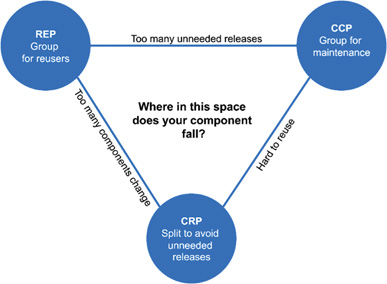 REP
Group
for reusers
Too many unneeded releases
CCP
Group for
maintenance
Where in this space
does your component
fall?
Too many components change
Hard to reuse
CRP
Split to avoid
unneeded
releases